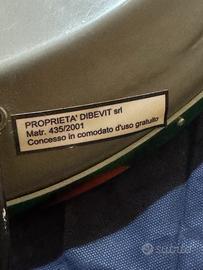 PROPRIETA' DIBEVIT srl
Matr. 435/2001
Concesso in comodato d'uso gratuito
subito